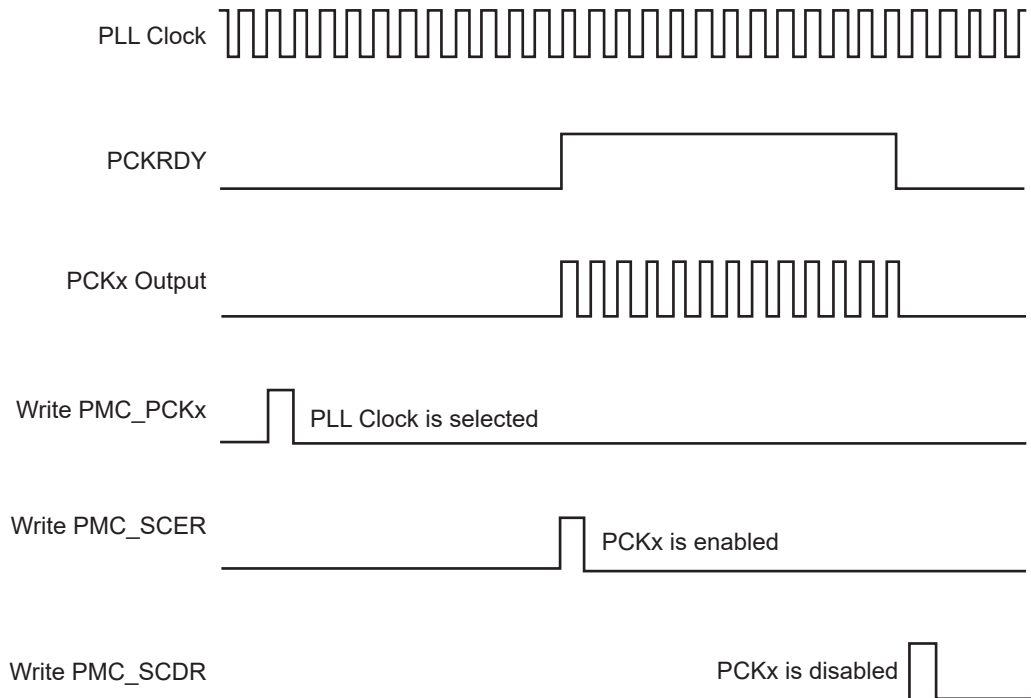 PLL Clock
PCKRDY
PCKx Output
Write PMC_PCKx
PLL Clock is selected
Write PMC_SCER
PCKx is enabled
Write PMC_SCDR
PCKx is disabled